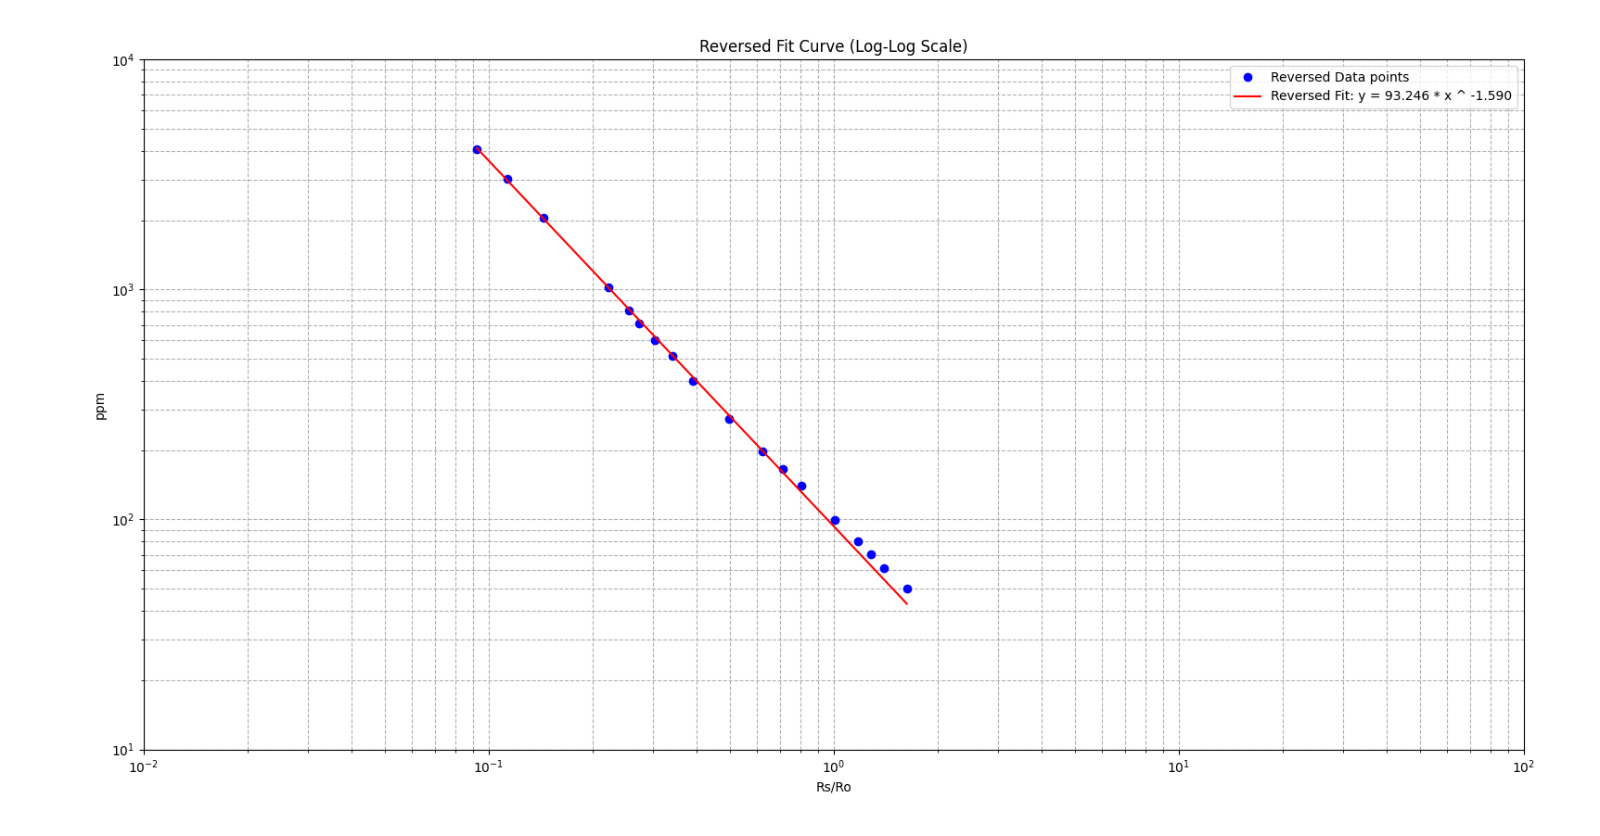 Reversed Fit Curve (Log-Log Scale)
Reversed Data points
Reversed Fit: y = 93.246 * x ^ -1.590
10⁴
10³
10²
10¹
ppm
10⁻²
10⁻¹
10⁰
10¹
10²
Rs/Ro